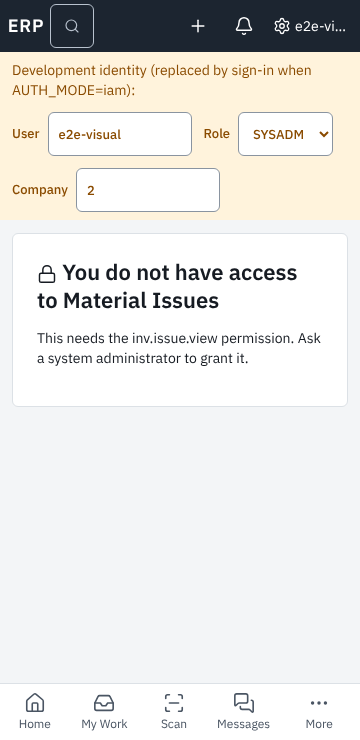 ERP
e2e-vi...
Development identity (replaced by sign-in when
AUTH_MODE=iam):
User e2e-visual Role SYSADM
Company 2
You do not have access
to Material Issues
This needs the inv.issue.view permission. Ask
a system administrator to grant it.
Home My Work Scan Messages More